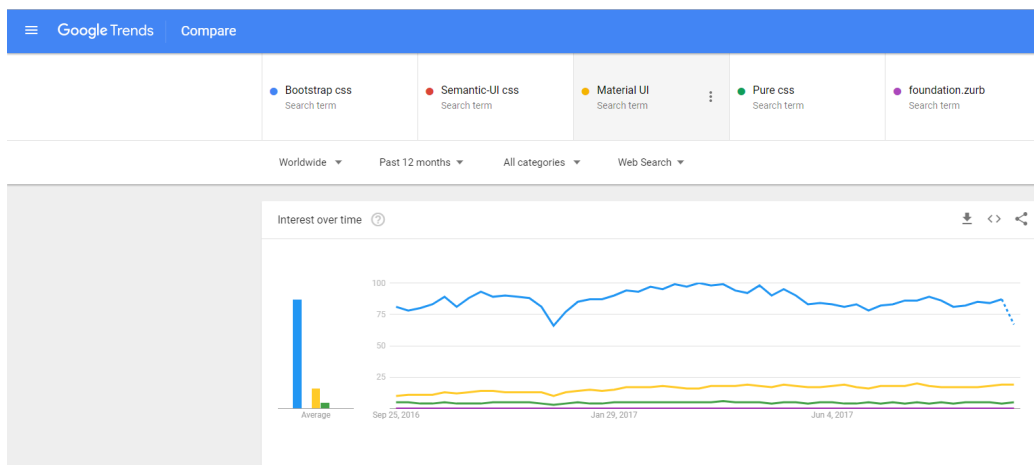 Google Trends Compare
Bootstrap css
Search term
Semantic-UI css
Search term
Material UI
Search term
Pure css
Search term
foundation.zurb
Search term
Worldwide Past 12 months All categories Web Search
Interest over time ?
100
75
50
25
Average
Sep 25, 2016 Jan 29, 2017 Jun 4, 2017